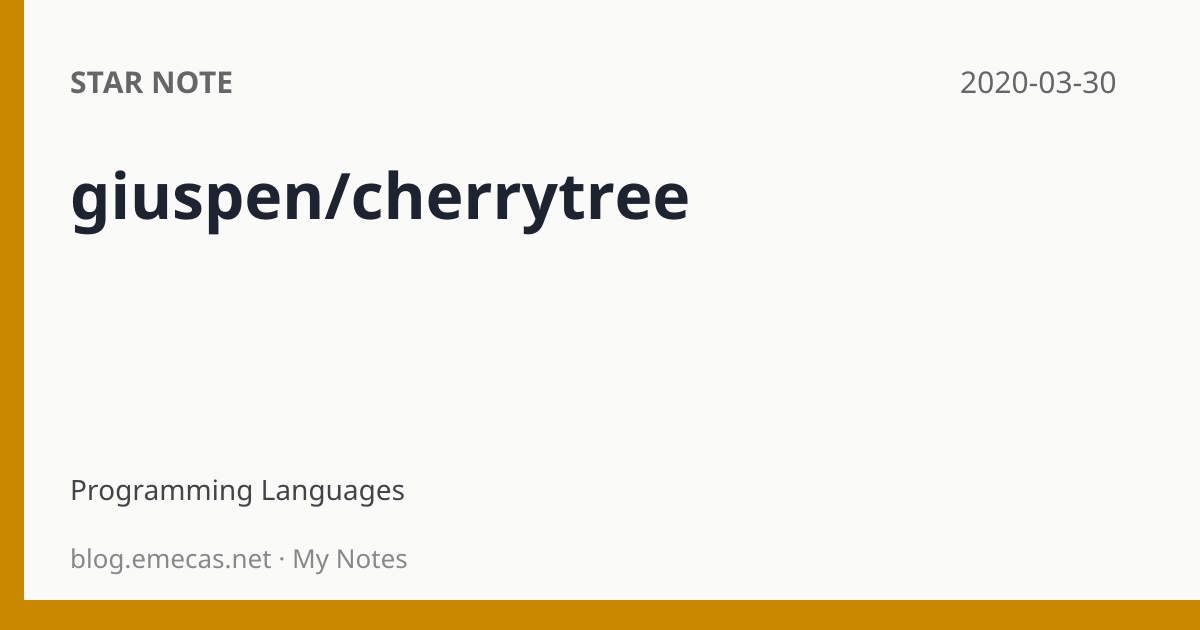 STAR NOTE
2020-03-30
giuspen/cherrytree
Programming Languages
blog.emecas.net · My Notes